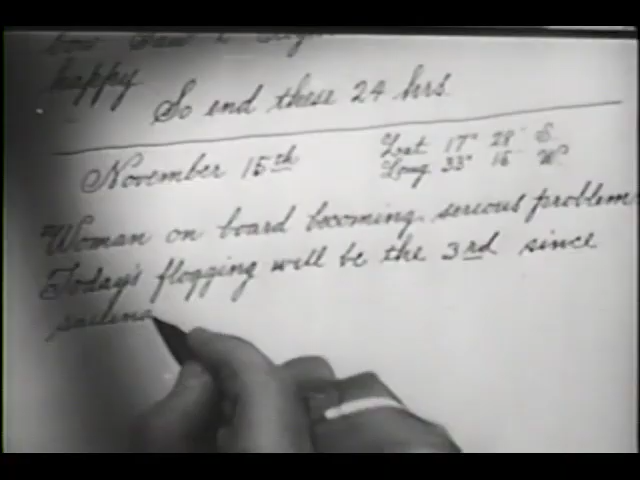 happy
So end these 24 hrs.
November 15th
Lat 17° 28' S
Long 33° 16' W
Woman on board becoming serious problem
Today's flogging will be the 3rd since
sailing